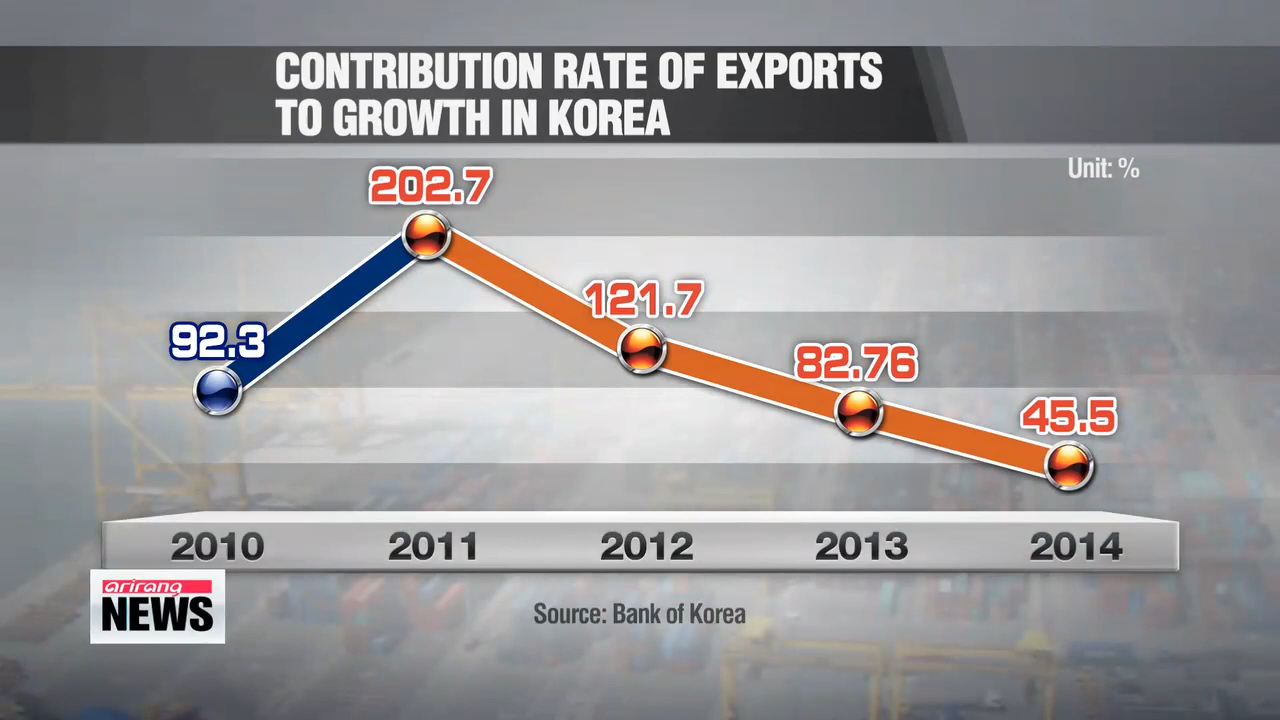 CONTRIBUTION RATE OF EXPORTS
TO GROWTH IN KOREA
Unit: %
202.7
121.7
92.3
82.76
45.5
2010 2011 2012 2013 2014
arirang
NEWS
Source: Bank of Korea